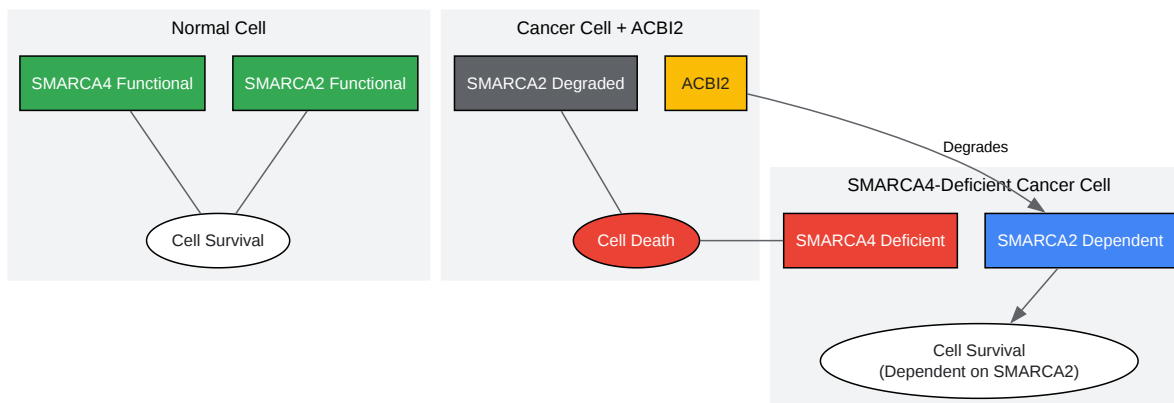 Normal Cell
SMARCA4 Functional
SMARCA2 Functional
Cell Survival
Cancer Cell + ACBI2
SMARCA2 Degraded
ACBI2
Cell Death
Degrades
SMARCA4-Deficient Cancer Cell
SMARCA4 Deficient
SMARCA2 Dependent
Cell Survival
(Dependent on SMARCA2)